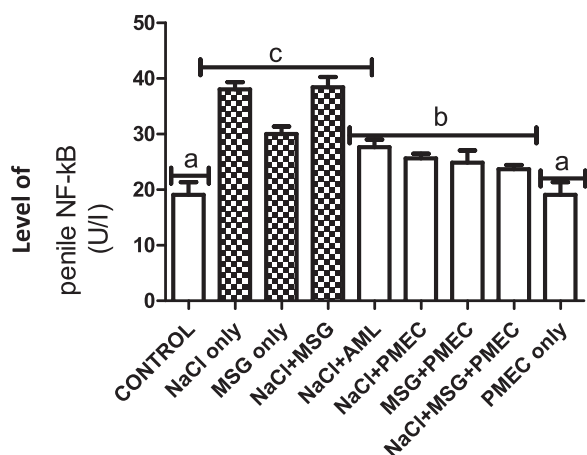 50
40
30
20
10
0
Level of
penile NF-kB
(U/l)
c
b
a
a
CONTROL
NaCl only
MSG only
NaCl+MSG
NaCl+AML
NaCl+PMEC
MSG+PMEC
NaCl+MSG+PMEC
PMEC only